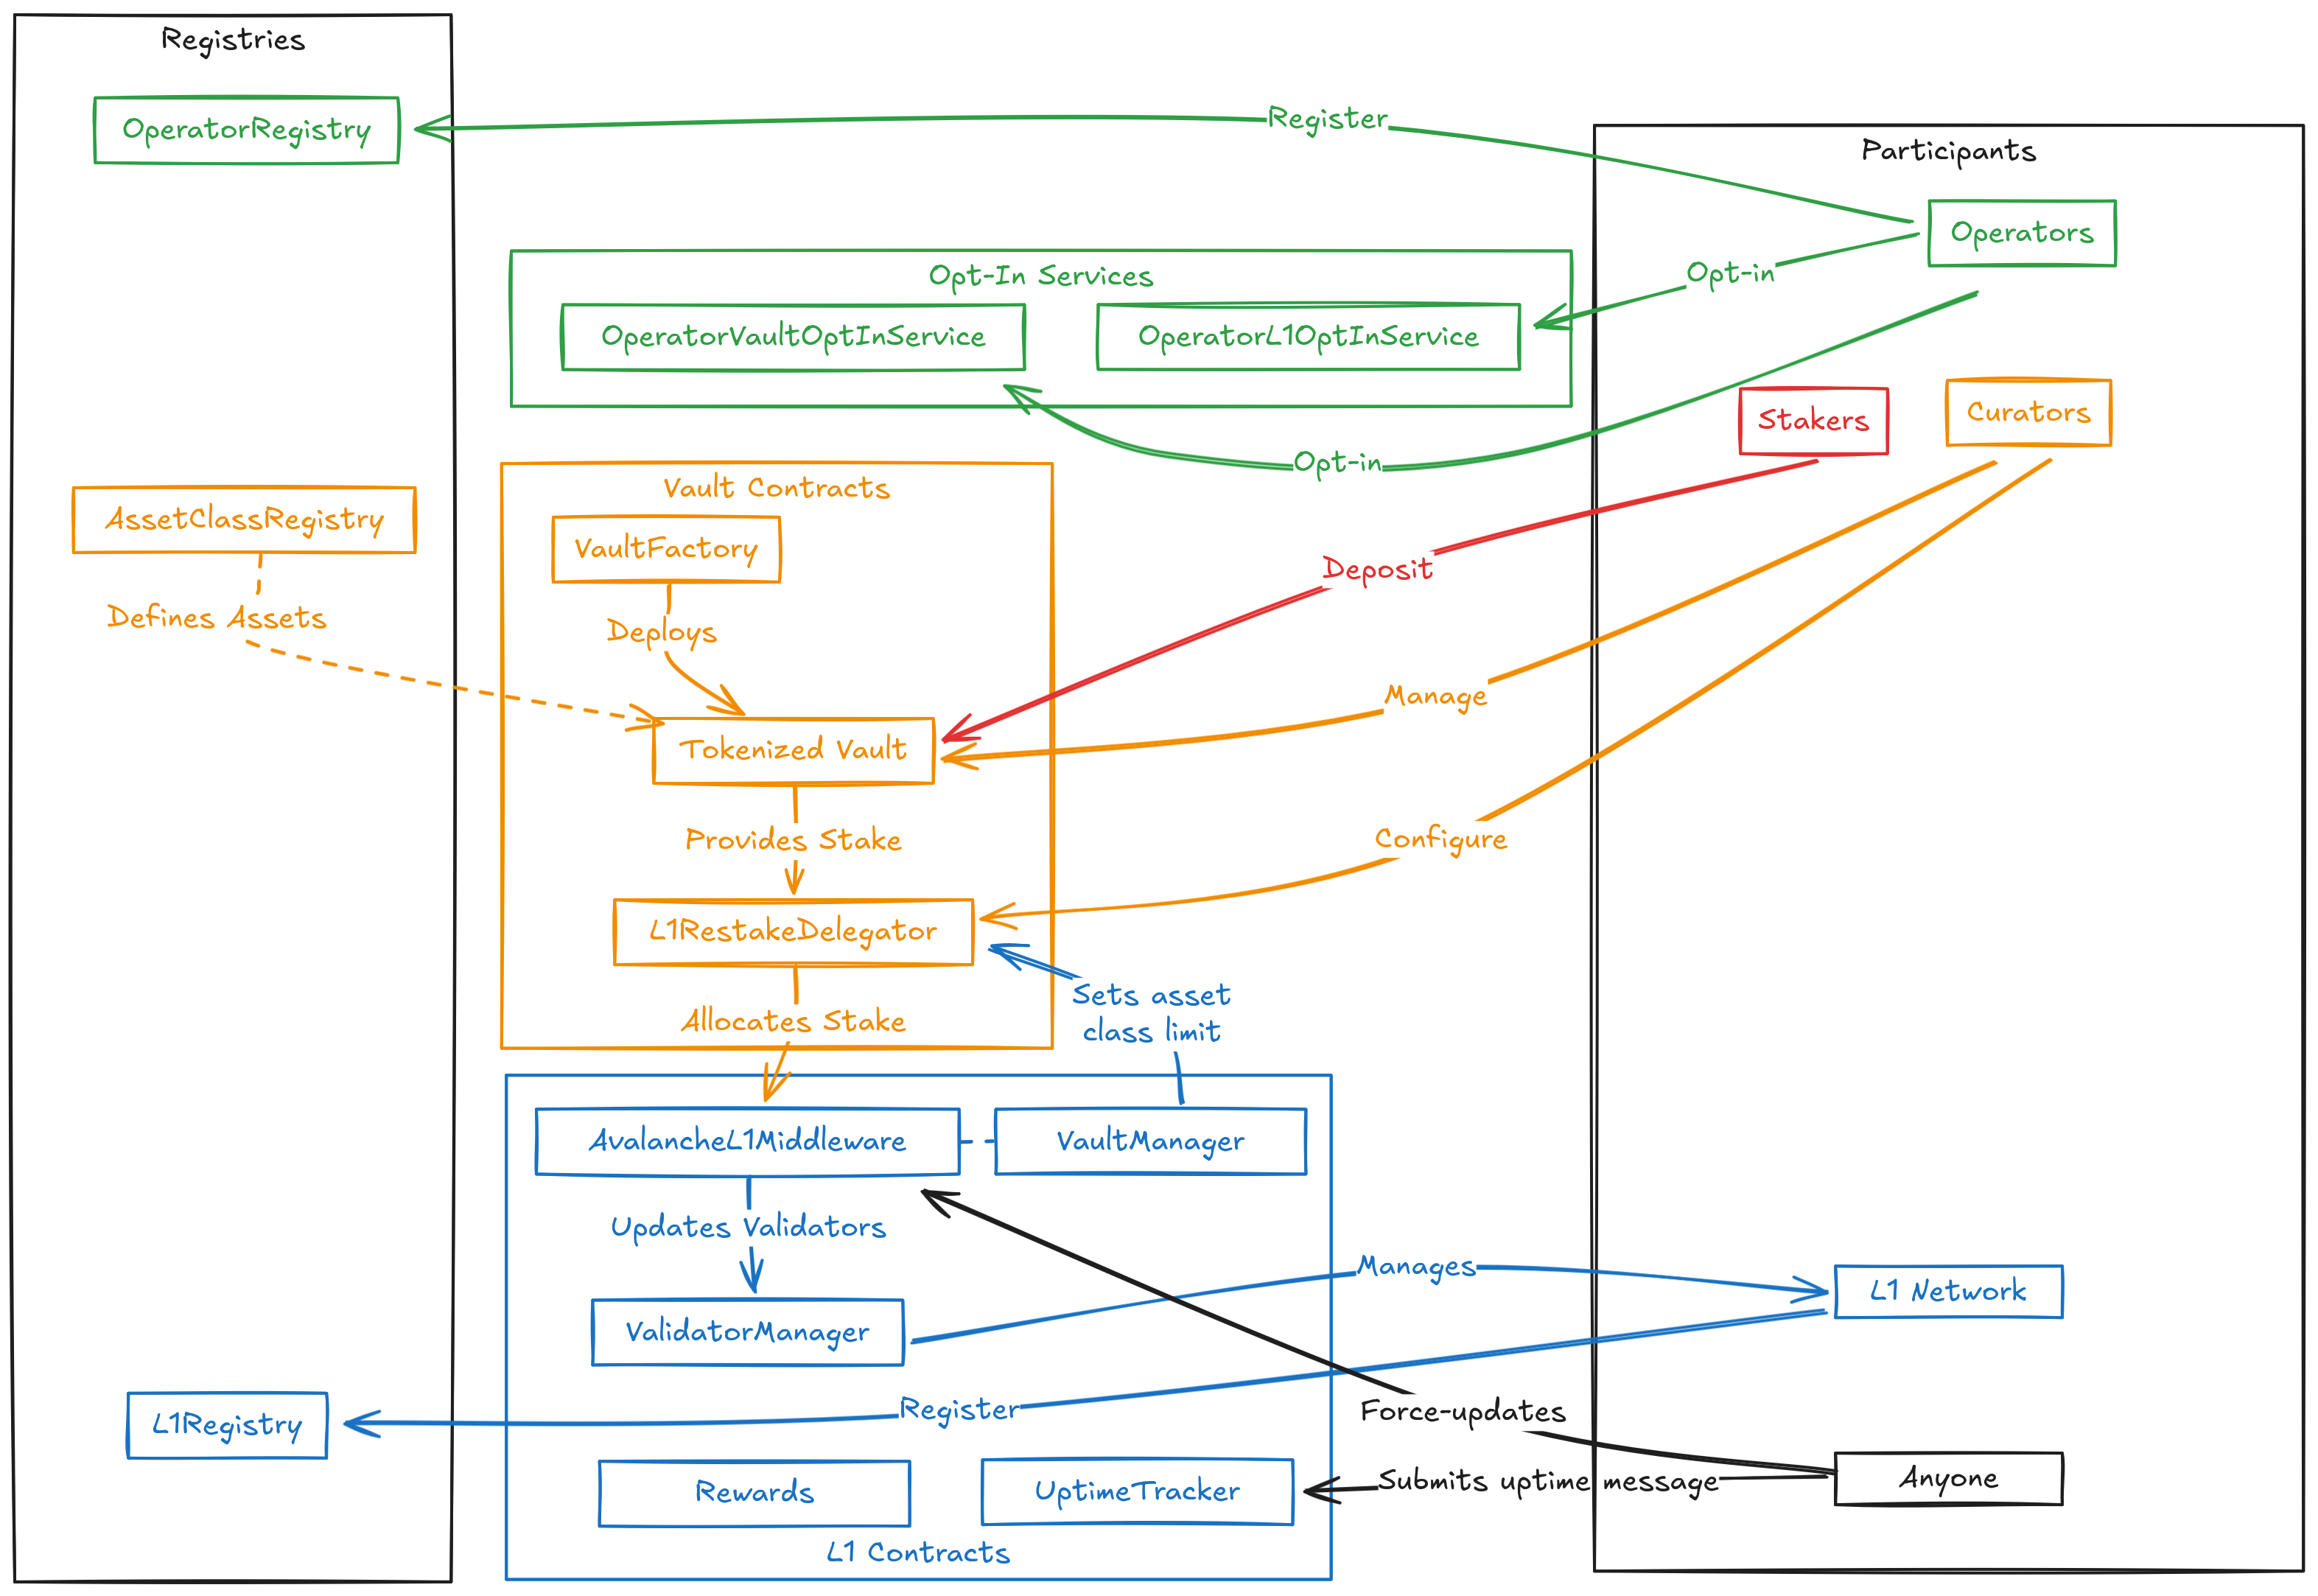 Registries
OperatorRegistry
Register
Participants
Operators
Opt-in
Opt-In Services
OperatorVaultOptInService
OperatorL1OptInService
Stakers
Curators
Opt-in
Vault Contracts
AssetClassRegistry
VaultFactory
Deposit
Defines Assets
Deploys
Manage
Tokenized Vault
Provides Stake
Configure
L1RestakeDelegator
Sets asset
class limit
Allocates Stake
AvalancheL1Middleware
VaultManager
Updates Validators
Manages
L1 Network
ValidatorManager
L1Registry
Register
Force-updates
Submits uptime message
Anyone
Rewards
UptimeTracker
L1 Contracts